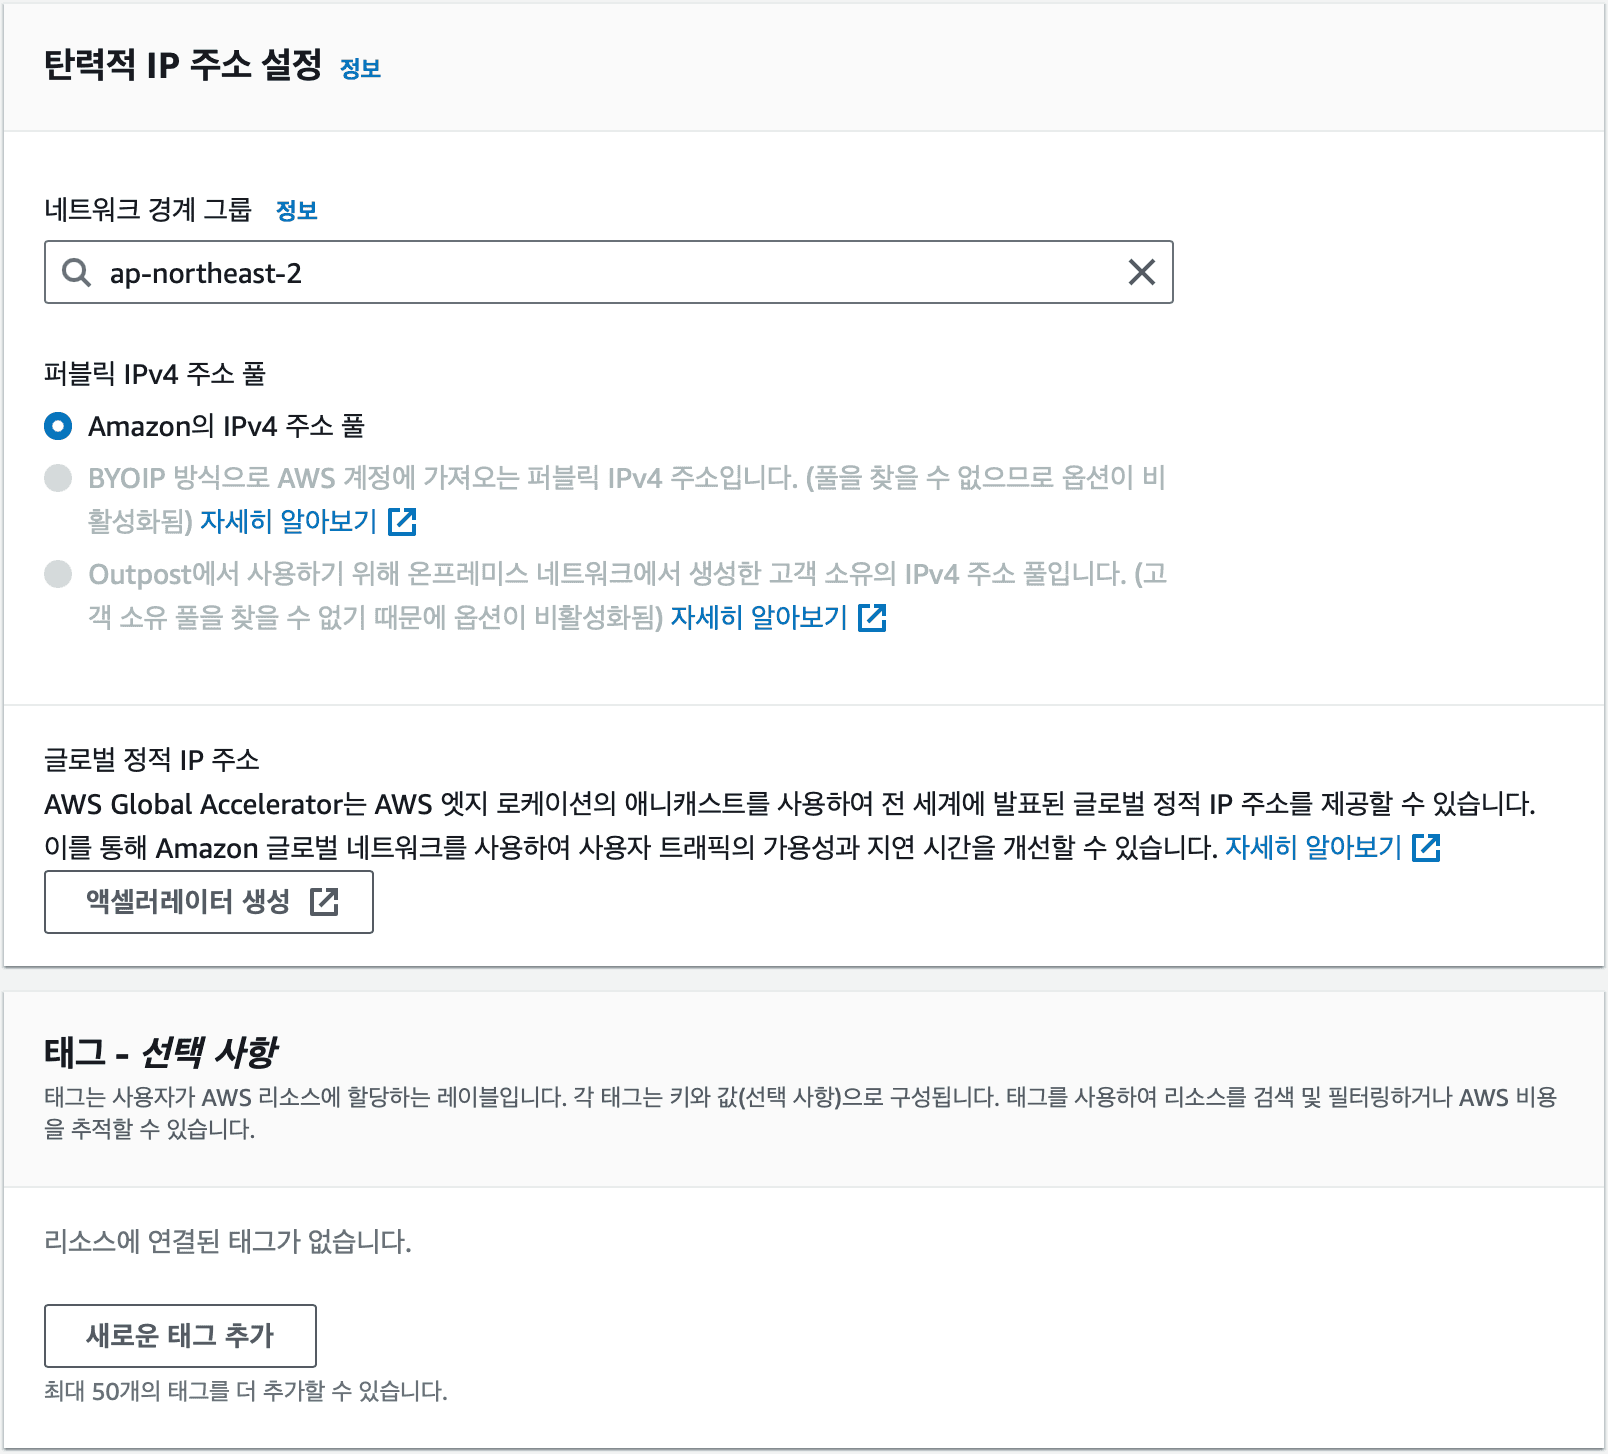 탄력적 IP 주소 설정 정보
네트워크 경계 그룹 정보
ap-northeast-2
퍼블릭 IPv4 주소 풀
Amazon의 IPv4 주소 풀
BYOIP 방식으로 AWS 계정에 가져오는 퍼블릭 IPv4 주소입니다. (풀을 찾을 수 없으므로 옵션이 비
활성화됨) 자세히 알아보기
Outpost에서 사용하기 위해 온프레미스 네트워크에서 생성한 고객 소유의 IPv4 주소 풀입니다. (고
객 소유 풀을 찾을 수 없기 때문에 옵션이 비활성화됨) 자세히 알아보기
글로벌 정적 IP 주소
AWS Global Accelerator는 AWS 엣지 로케이션의 애니캐스트를 사용하여 전 세계에 발표된 글로벌 정적 IP 주소를 제공할 수 있습니다.
이를 통해 Amazon 글로벌 네트워크를 사용하여 사용자 트래픽의 가용성과 지연 시간을 개선할 수 있습니다. 자세히 알아보기
액셀러레이터 생성
태그 - 선택 사항
태그는 사용자가 AWS 리소스에 할당하는 레이블입니다. 각 태그는 키와 값(선택 사항)으로 구성됩니다. 태그를 사용하여 리소스를 검색 및 필터링하거나 AWS 비용
을 추적할 수 있습니다.
리소스에 연결된 태그가 없습니다.
새로운 태그 추가
최대 50개의 태그를 더 추가할 수 있습니다.